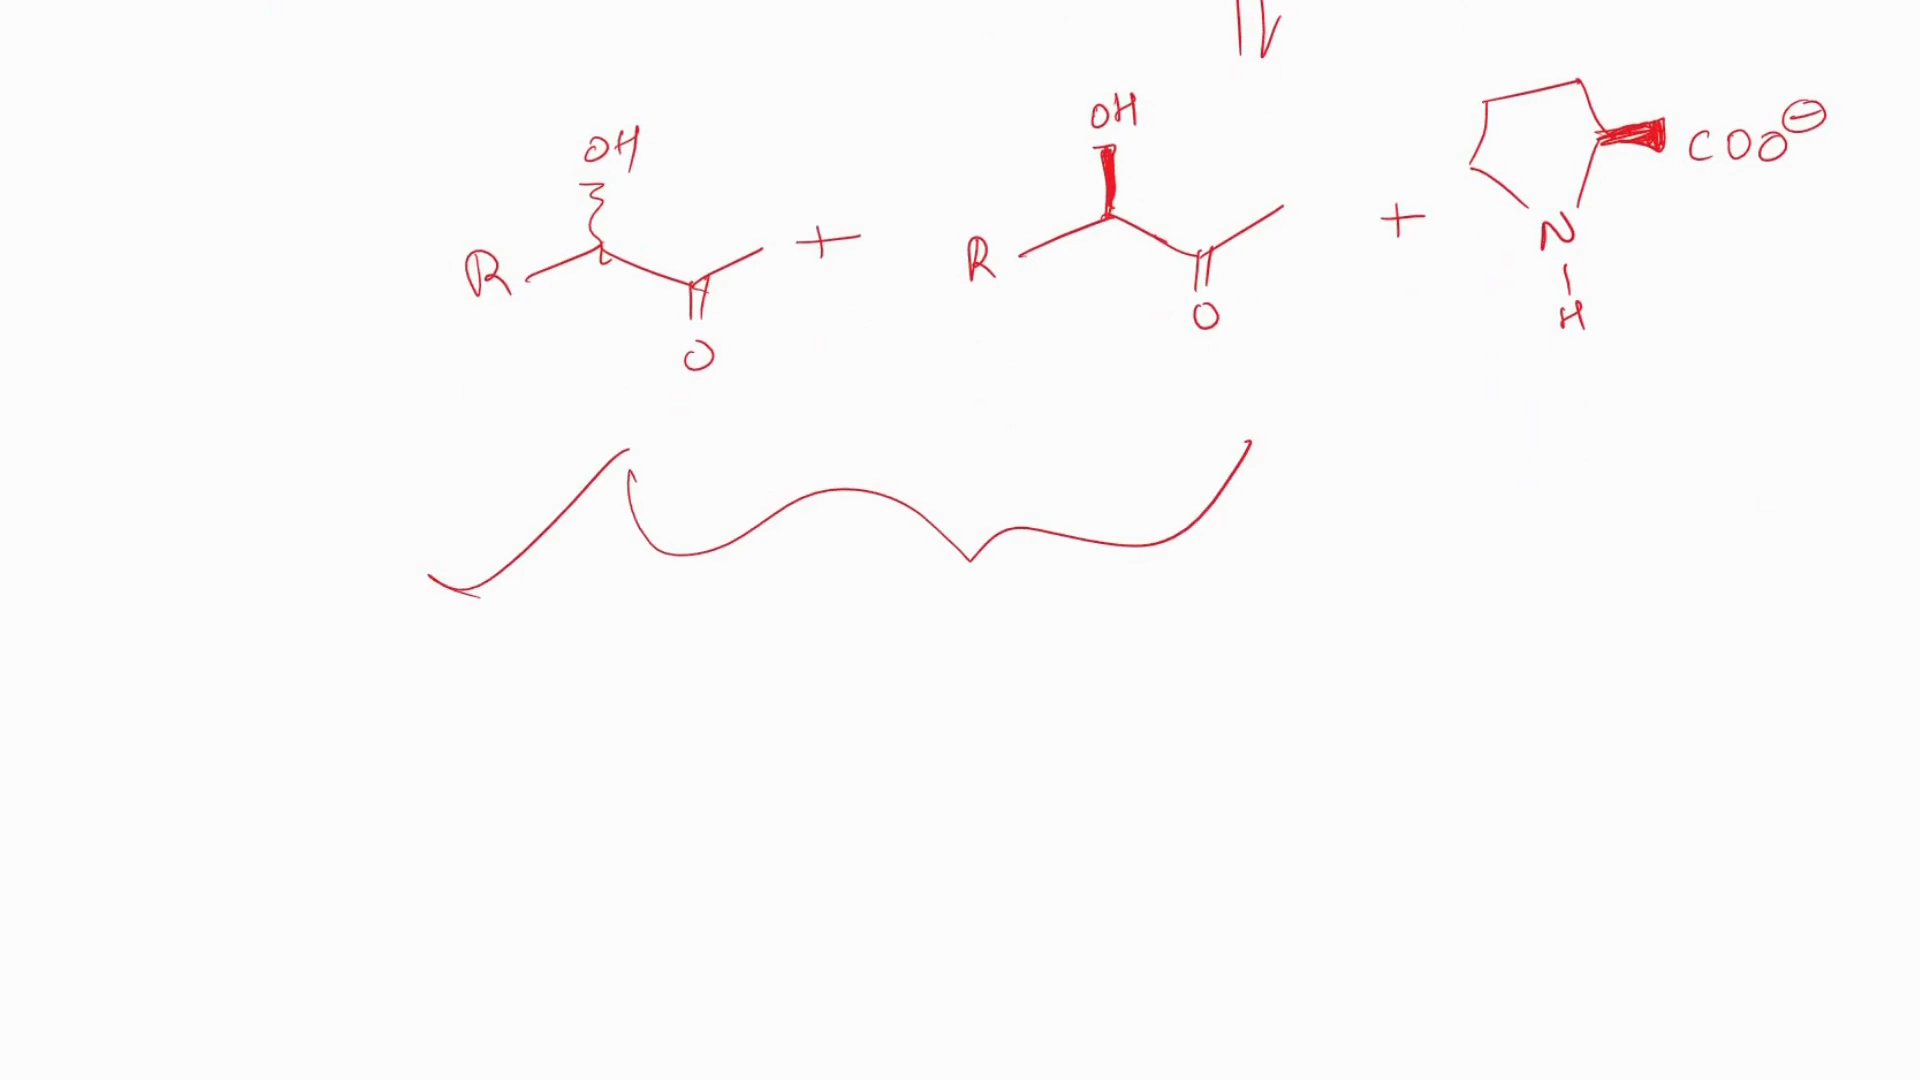 OH + OH + COO⊖
R O R O N
H